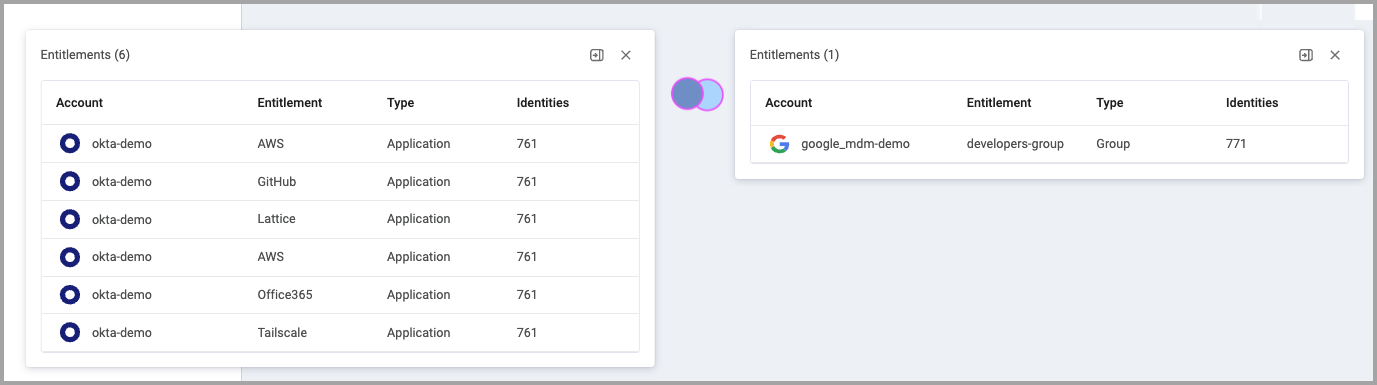 Entitlements (6)
Account Entitlement Type Identities
okta-demo AWS Application 761
okta-demo GitHub Application 761
okta-demo Lattice Application 761
okta-demo AWS Application 761
okta-demo Office365 Application 761
okta-demo Tailscale Application 761
Entitlements (1)
Account Entitlement Type Identities
google_mdm-demo developers-group Group 771